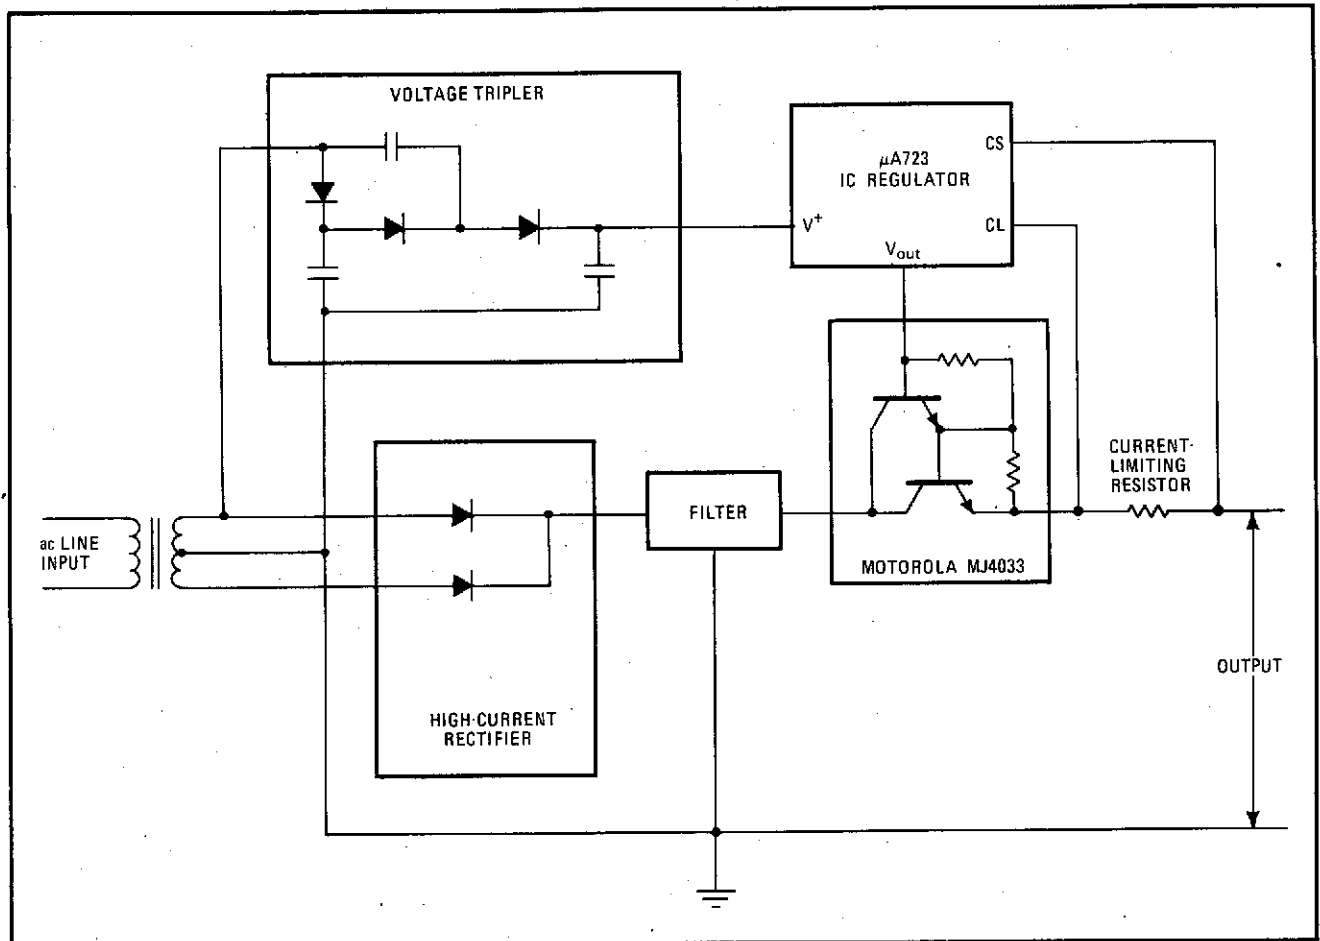 VOLTAGE TRIPLER
μA723
IC REGULATOR
CS
CL
V+
Vout
CURRENT-
LIMITING
RESISTOR
FILTER
MOTOROLA MJ4033
ac LINE
INPUT
HIGH-CURRENT
RECTIFIER
OUTPUT